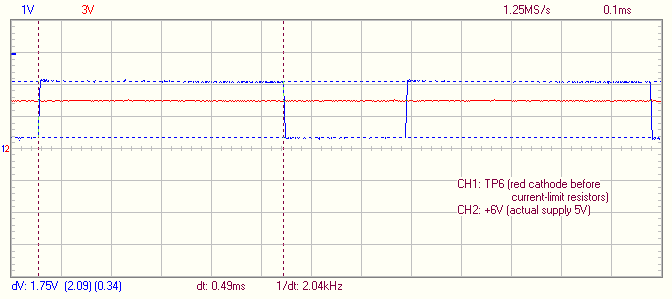 1V 3V 1.25MS/s 0.1ms
12
CH1: TP6 (red cathode before
current-limit resistors)
CH2: +6V (actual supply 5V)
dV: 1.75V (2.09) (0.34) dt: 0.49ms 1/dt: 2.04kHz